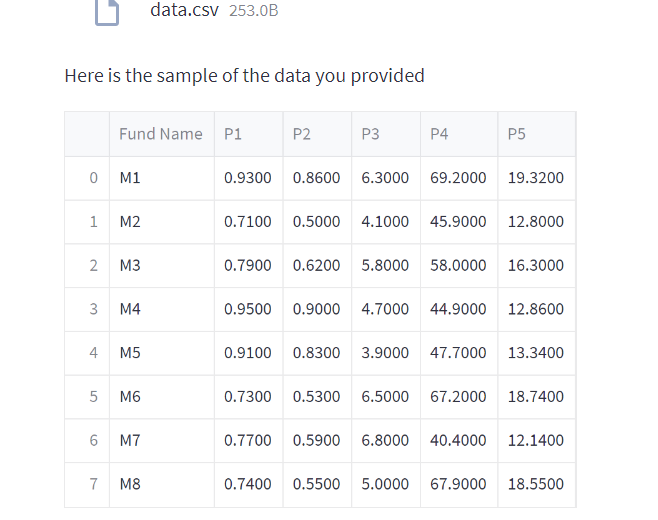 data.csv 253.0B
Here is the sample of the data you provided
Fund Name P1 P2 P3 P4 P5
0 M1 0.9300 0.8600 6.3000 69.2000 19.3200
1 M2 0.7100 0.5000 4.1000 45.9000 12.8000
2 M3 0.7900 0.6200 5.8000 58.0000 16.3000
3 M4 0.9500 0.9000 4.7000 44.9000 12.8600
4 M5 0.9100 0.8300 3.9000 47.7000 13.3400
5 M6 0.7300 0.5300 6.5000 67.2000 18.7400
6 M7 0.7700 0.5900 6.8000 40.4000 12.1400
7 M8 0.7400 0.5500 5.0000 67.9000 18.5500